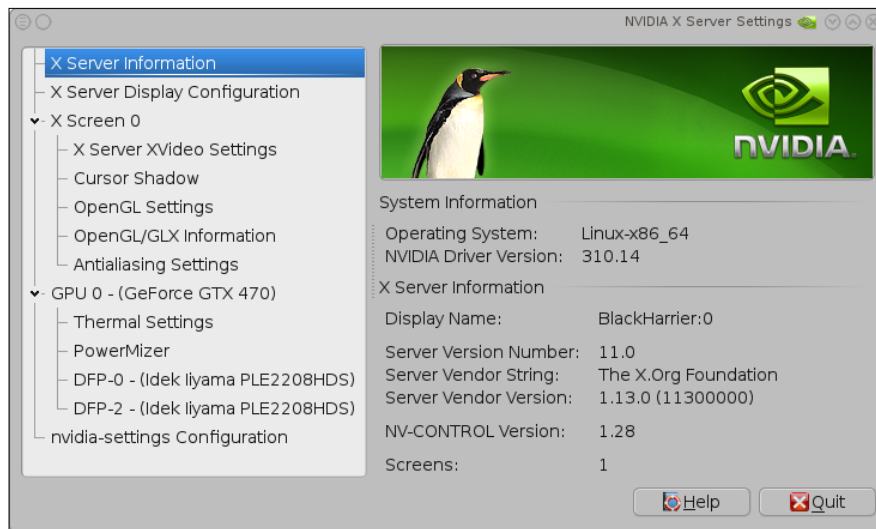 NVIDIA X Server Settings
X Server Information
X Server Display Configuration
X Screen 0
X Server XVideo Settings
Cursor Shadow
OpenGL Settings
OpenGL/GLX Information
Antialiasing Settings
GPU 0 - (GeForce GTX 470)
Thermal Settings
PowerMizer
DFP-0 - (Idek Iiyama PLE2208HDS)
DFP-2 - (Idek Iiyama PLE2208HDS)
nvidia-settings Configuration
NVIDIA.
System Information
Operating System: Linux-x86_64
NVIDIA Driver Version: 310.14
X Server Information
Display Name: BlackHarrier:0
Server Version Number: 11.0
Server Vendor String: The X.Org Foundation
Server Vendor Version: 1.13.0 (11300000)
NV-CONTROL Version: 1.28
Screens: 1
Help
Quit